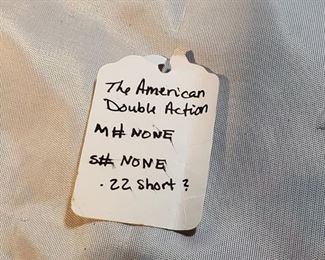 The American
Double Action
M# NONE
S# NONE
.22 Short ?